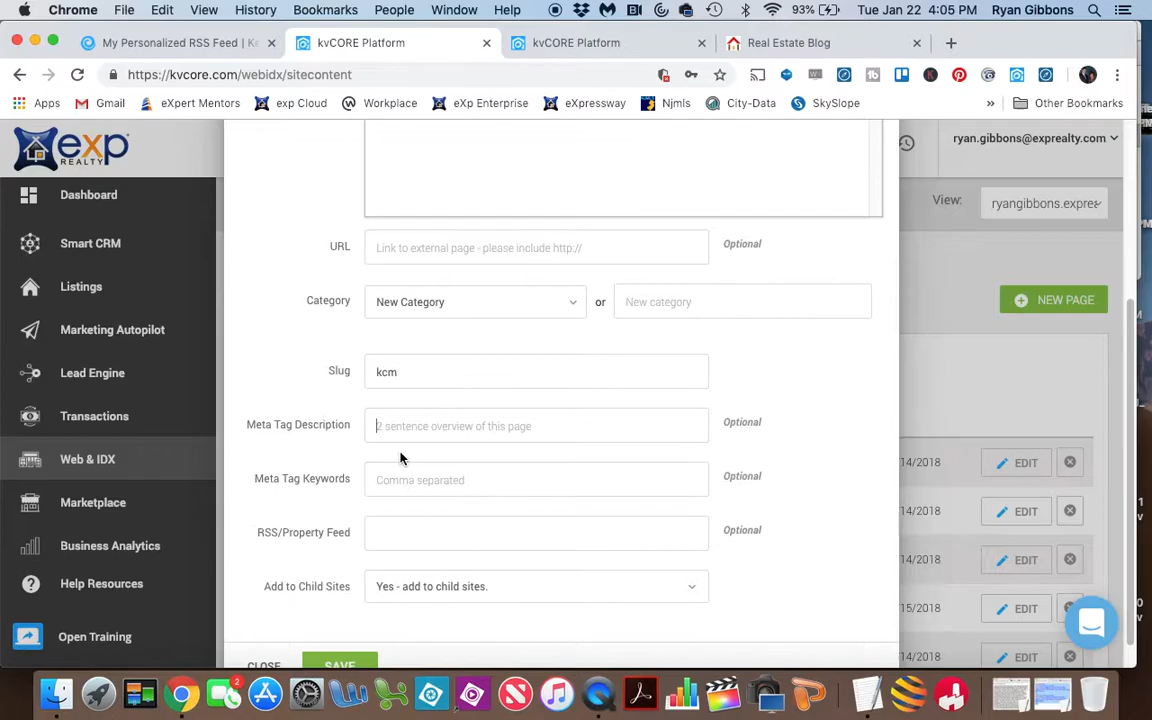 Chrome File Edit View History Bookmarks People Window Help 93% Tue Jan 22 4:05 PM Ryan Gibbons
My Personalized RSS Feed | Ke kvCORE Platform kvCORE Platform Real Estate Blog
https://kvcore.com/webidx/sitecontent
Apps Gmail eXpert Mentors exp Cloud Workplace eXp Enterprise eXpressway Njmls City-Data SkySlope » Other Bookmarks
exp REALTY
ryan.gibbons@exprealty.com
Dashboard
View: ryangibbons.expre
Smart CRM
URL Link to external page - please include http:// Optional
Listings
Category New Category or New category
NEW PAGE
Marketing Autopilot
Lead Engine
Slug kcm
Transactions
Meta Tag Description 2 sentence overview of this page Optional
Web & IDX
/14/2018 EDIT
Meta Tag Keywords Comma separated Optional
Marketplace
/14/2018 EDIT
RSS/Property Feed Optional
Business Analytics
/14/2018 EDIT
Help Resources
Add to Child Sites Yes - add to child sites.
/15/2018 EDIT
Open Training
CLOSE SAVE
/14/2018 EDIT
2